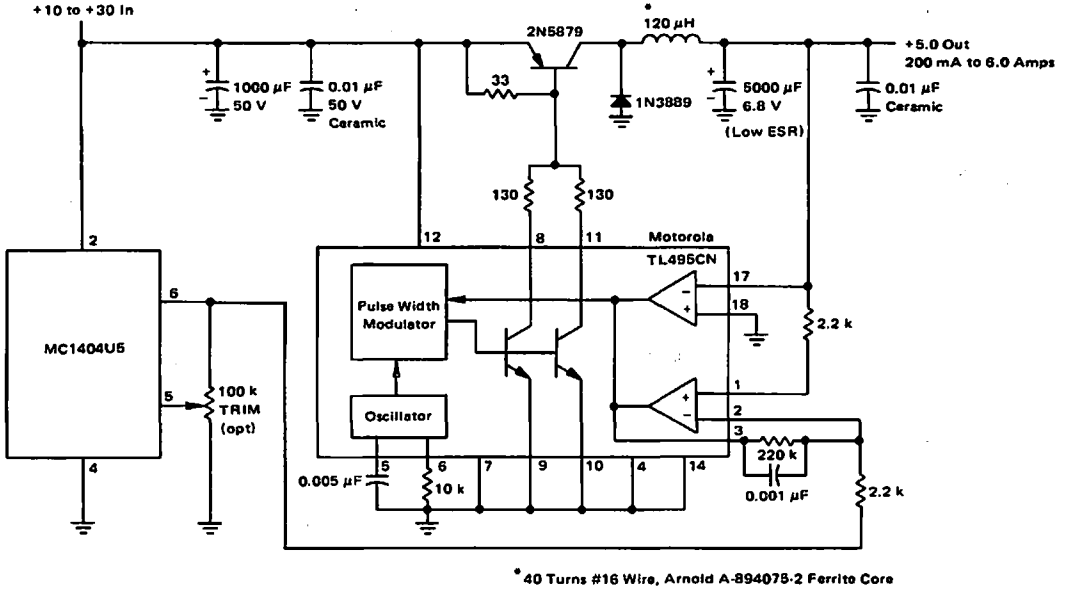 +10 to +30 In
*
120 μH
2N5879
+5.0 Out
200 mA to 6.0 Amps
33
+
1000 μF
50 V
−
0.01 μF
50 V
Ceramic
1N3889
+
5000 μF
6.8 V
−
(Low ESR)
0.01 μF
Ceramic
130
130
2
12
8
11
Motorola
TL495CN
17
−
+
18
2.2 k
6
Pulse Width
Modulator
MC1404U5
5
100 k
TRIM
(opt)
Oscillator
+
−
1
2
3
220 k
0.001 μF
2.2 k
4
0.005 μF
5
6
10 k
7
9
10
4
14
*40 Turns #16 Wire, Arnold A-894075-2 Ferrite Core